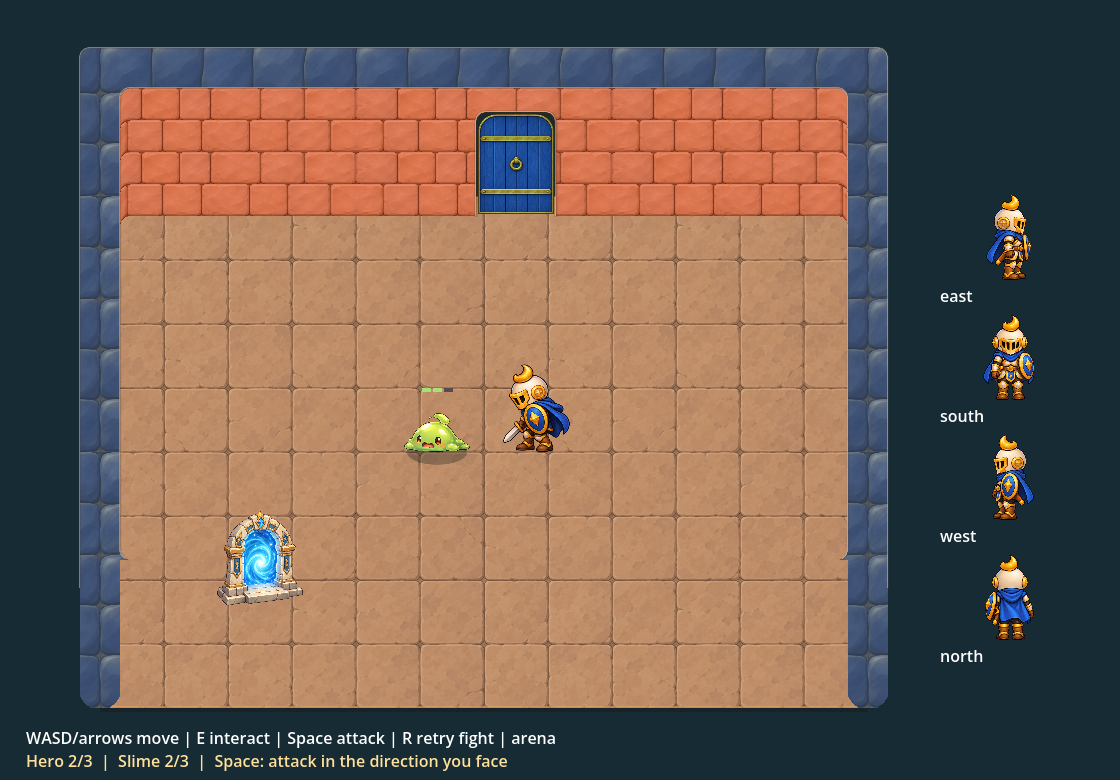 east
south
west
north
WASD/arrows move | E interact | Space attack | R retry fight | arena
Hero 2/3 | Slime 2/3 | Space: attack in the direction you face